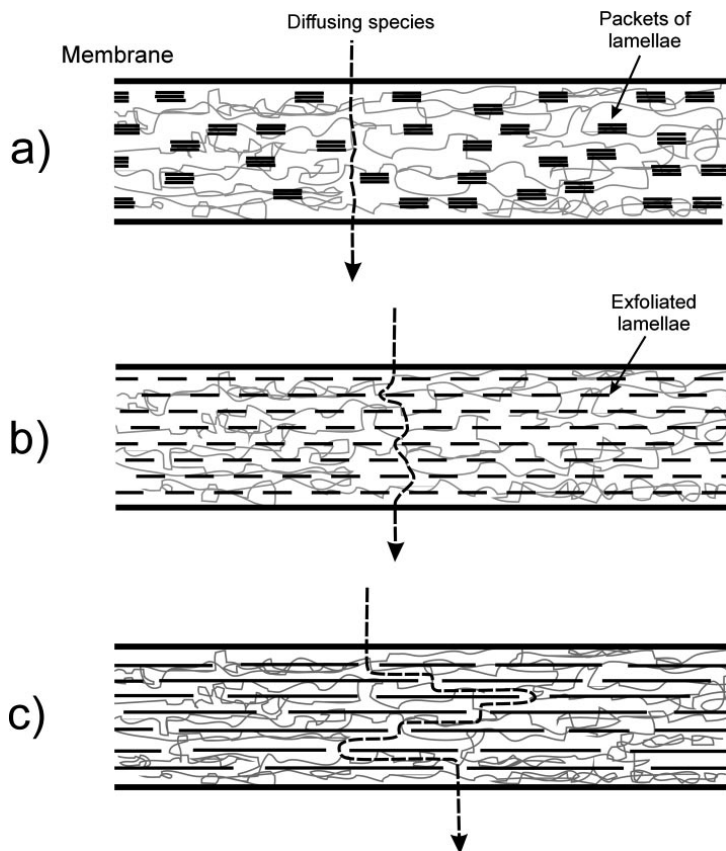 Diffusing species
Packets of
lamellae
Membrane
a)
Exfoliated
lamellae
b)
c)